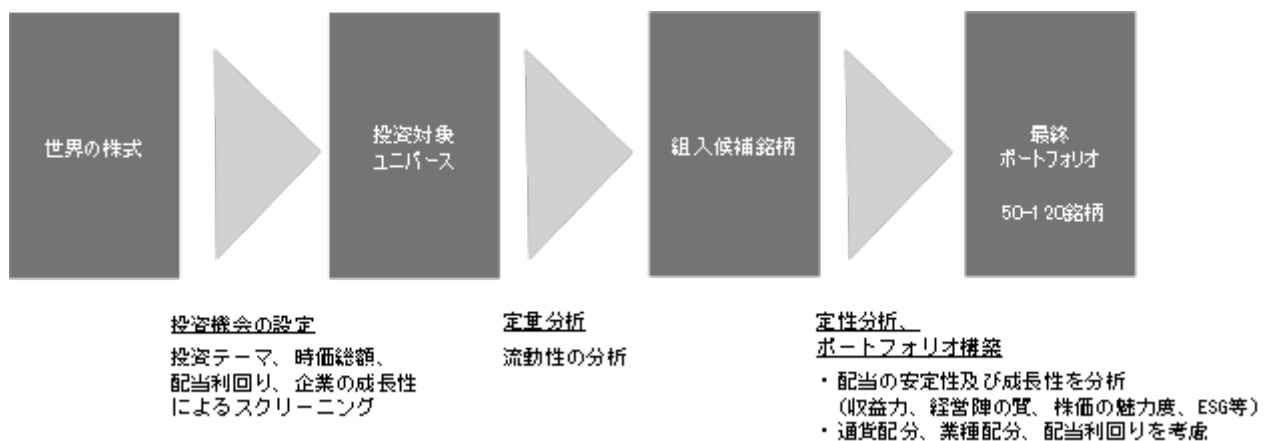 世界の株式
投資対象
ユニバース
組入候補銘柄
最終
ポートフォリオ
50-120銘柄
投資機会の設定
投資テーマ、時価総額、
配当利回り、企業の成長性
によるスクリーニング
定量分析
流動性の分析
定性分析、
ポートフォリオ構築
・配当の安定性及び成長性を分析
（収益力、経営陣の質、株価の魅力度、ESG等）
・通貨配分、業種配分、配当利回りを考慮